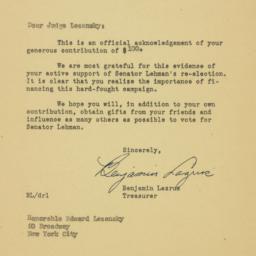 Dear Judge Lazansky:
This is an official acknowledgement of your
generous contribution of $100.
We are most grateful for this evidence of
your active support of Senator Lehman's re-election.
It is clear that you realize the importance of fi-
nancing this hard-fought campaign.
We hope you will, in addition to your own
contribution, obtain gifts from your friends and
influence as many others as possible to vote for
Senator Lehman.
Sincerely,
Benjamin Lazrus
Benjamin Lazrus
Treasurer
BL/drl
Honorable Edward Lazansky
50 Broadway
New York City